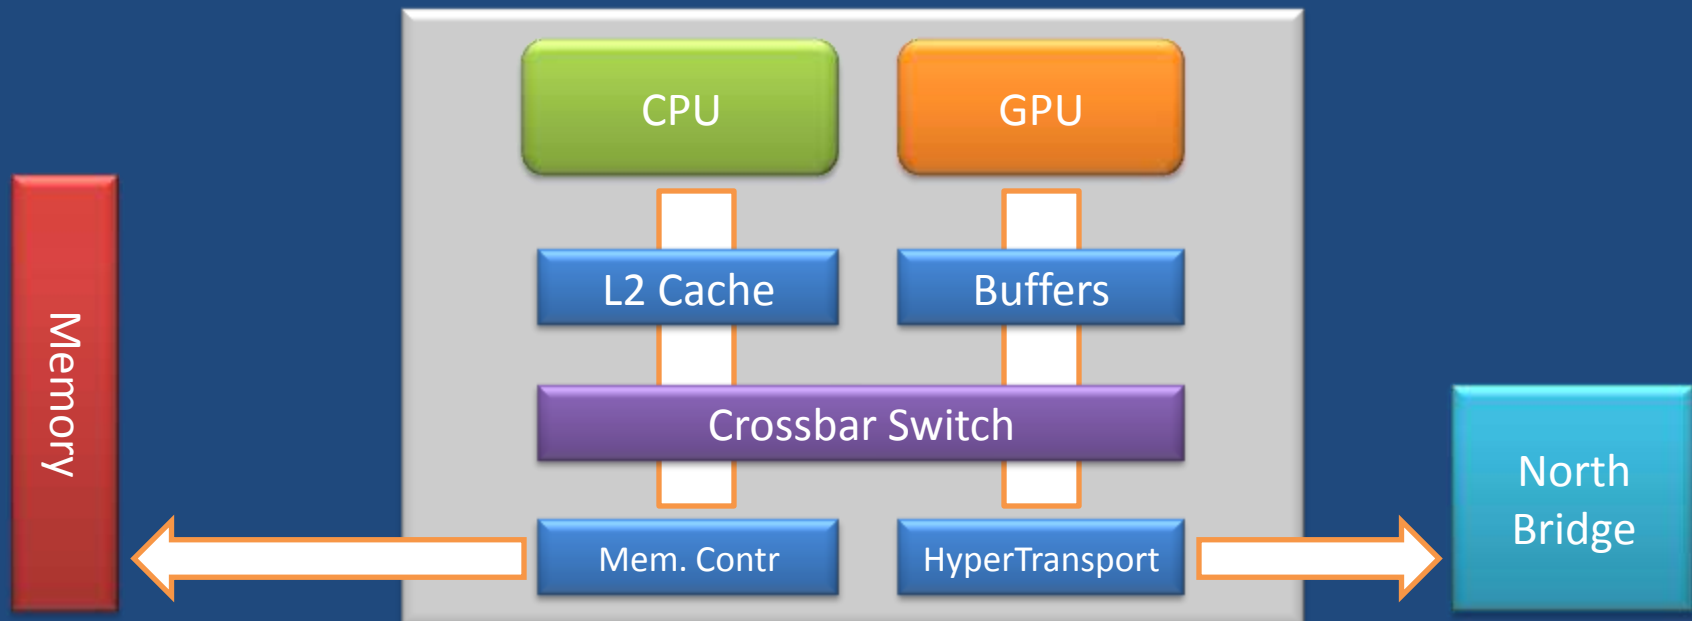 CPU
GPU
L2 Cache
Buffers
Memory
Crossbar Switch
North
Bridge
Mem. Contr
HyperTransport